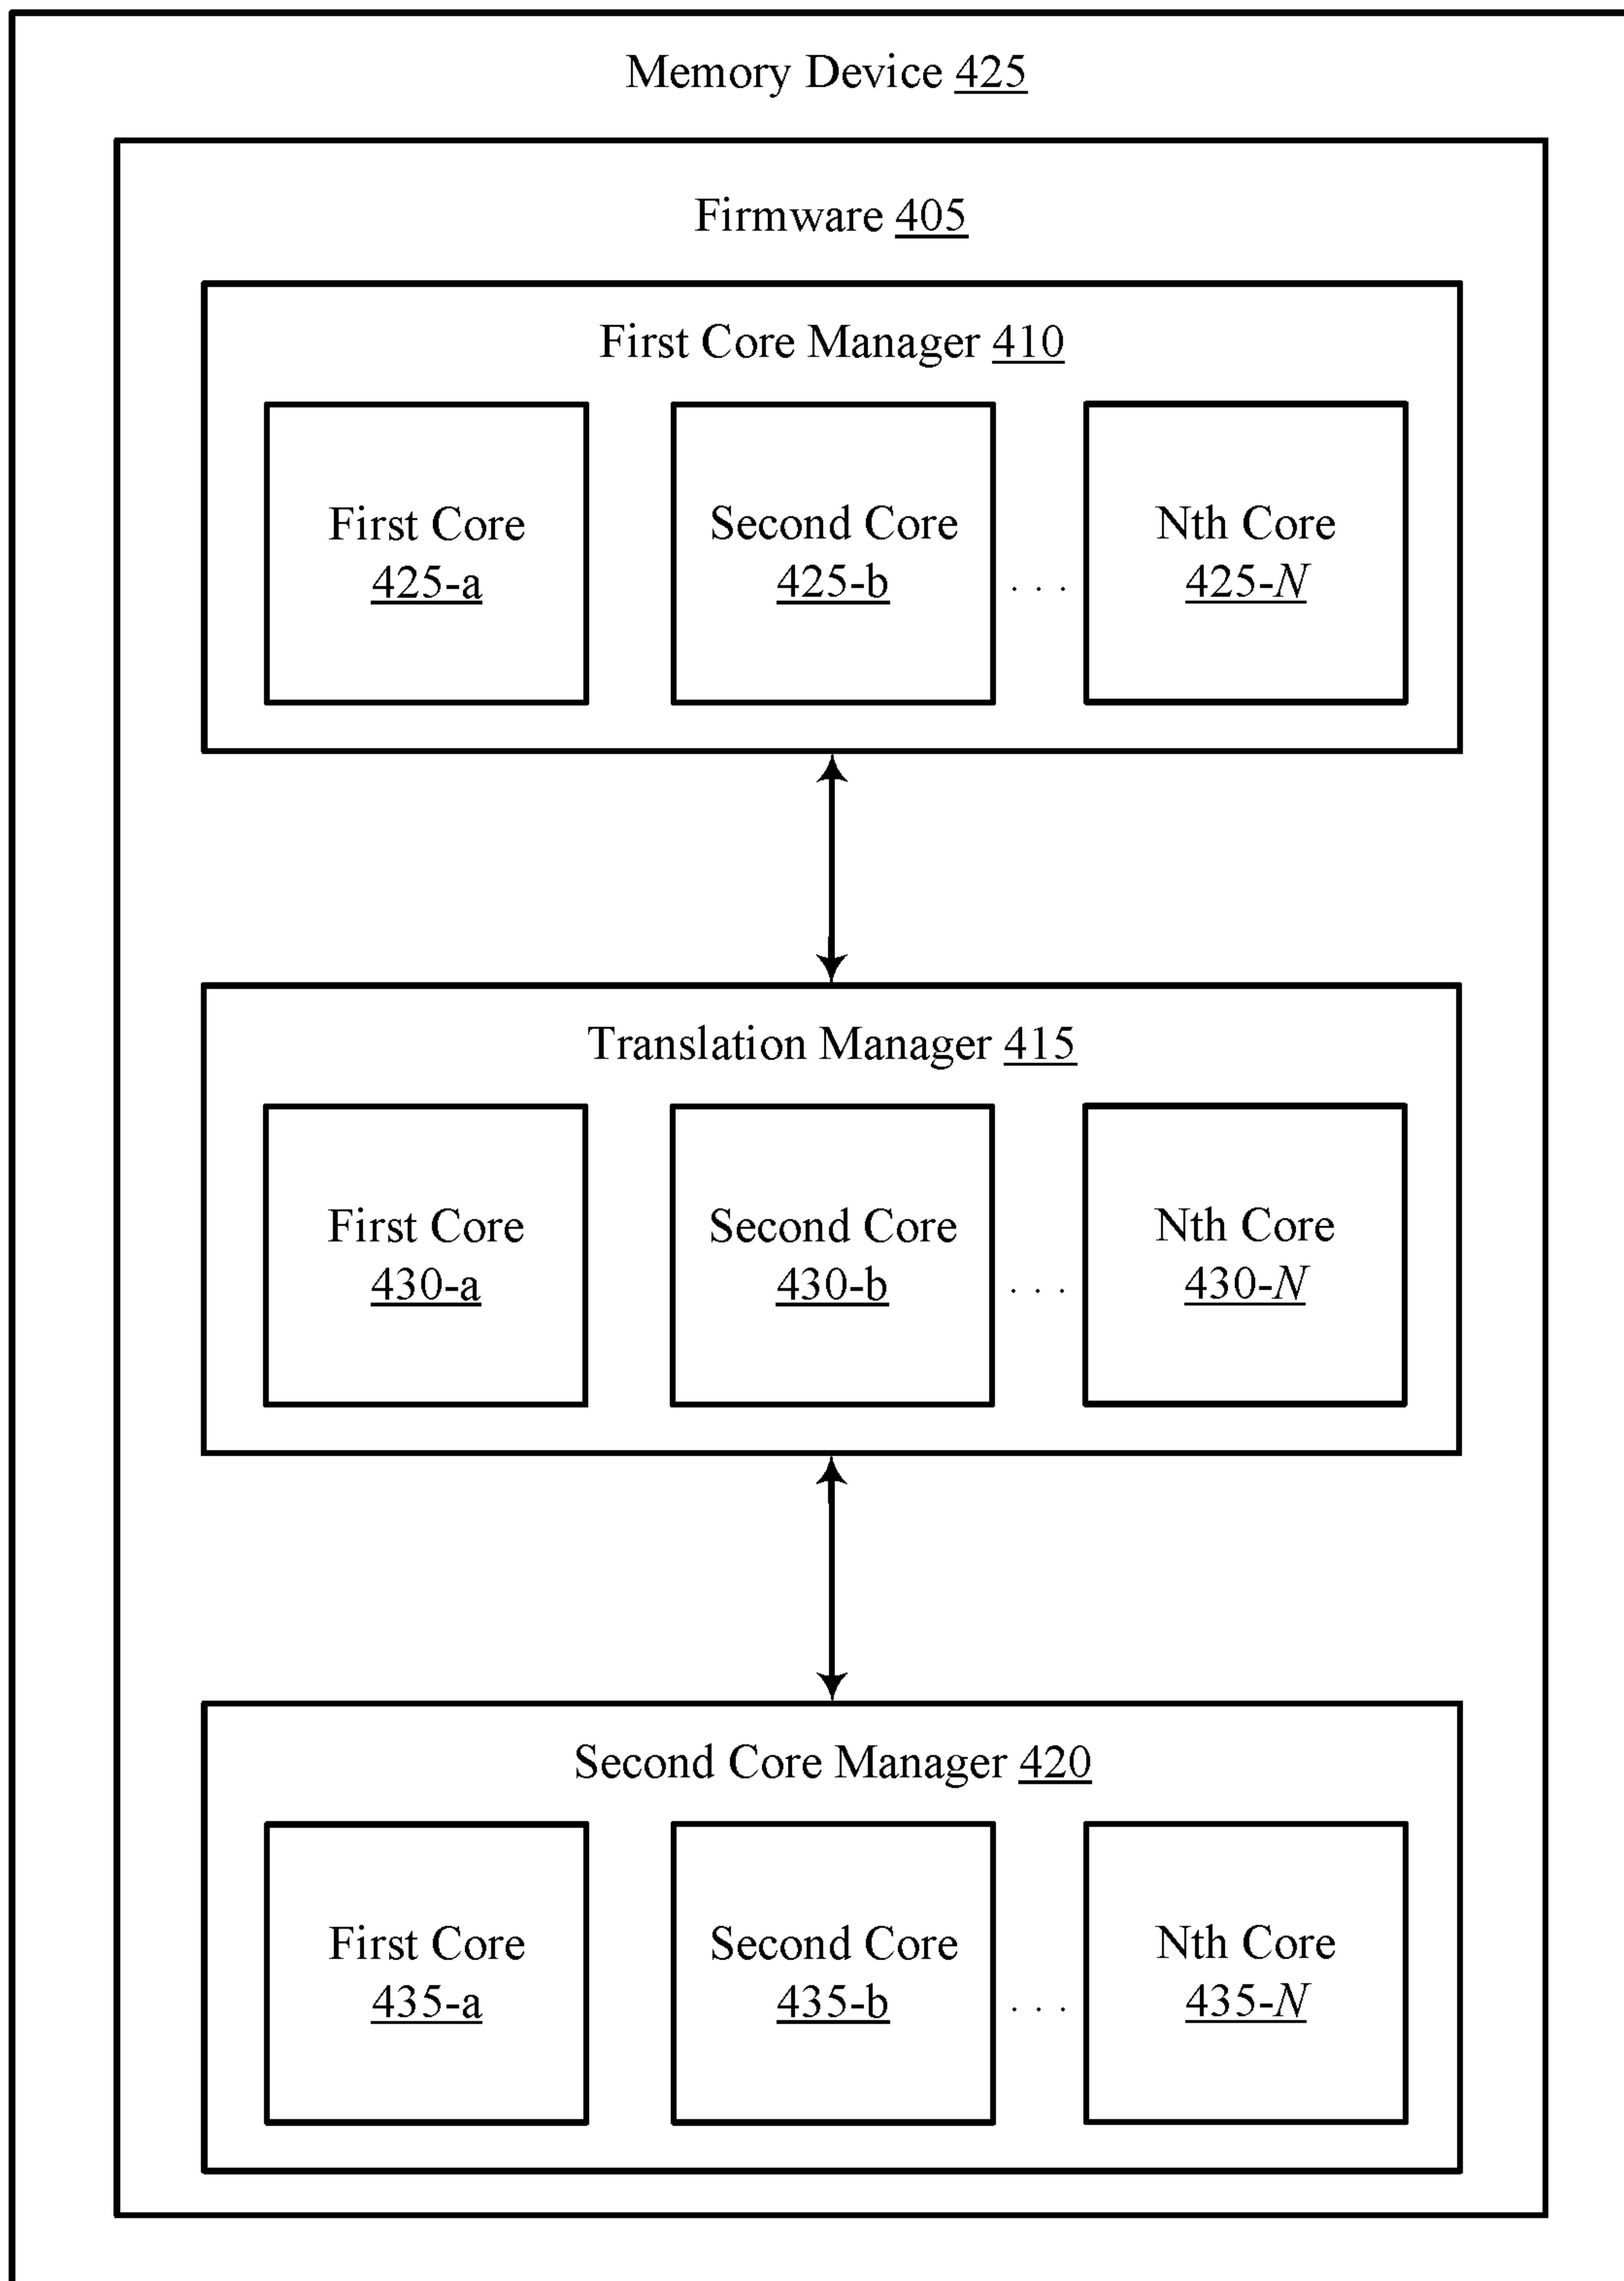 Memory Device 425
Firmware 405
First Core Manager 410
First Core
425-a
Second Core
425-b
. . .
Nth Core
425-N
Translation Manager 415
First Core
430-a
Second Core
430-b
. . .
Nth Core
430-N
Second Core Manager 420
First Core
435-a
Second Core
435-b
. . .
Nth Core
435-N